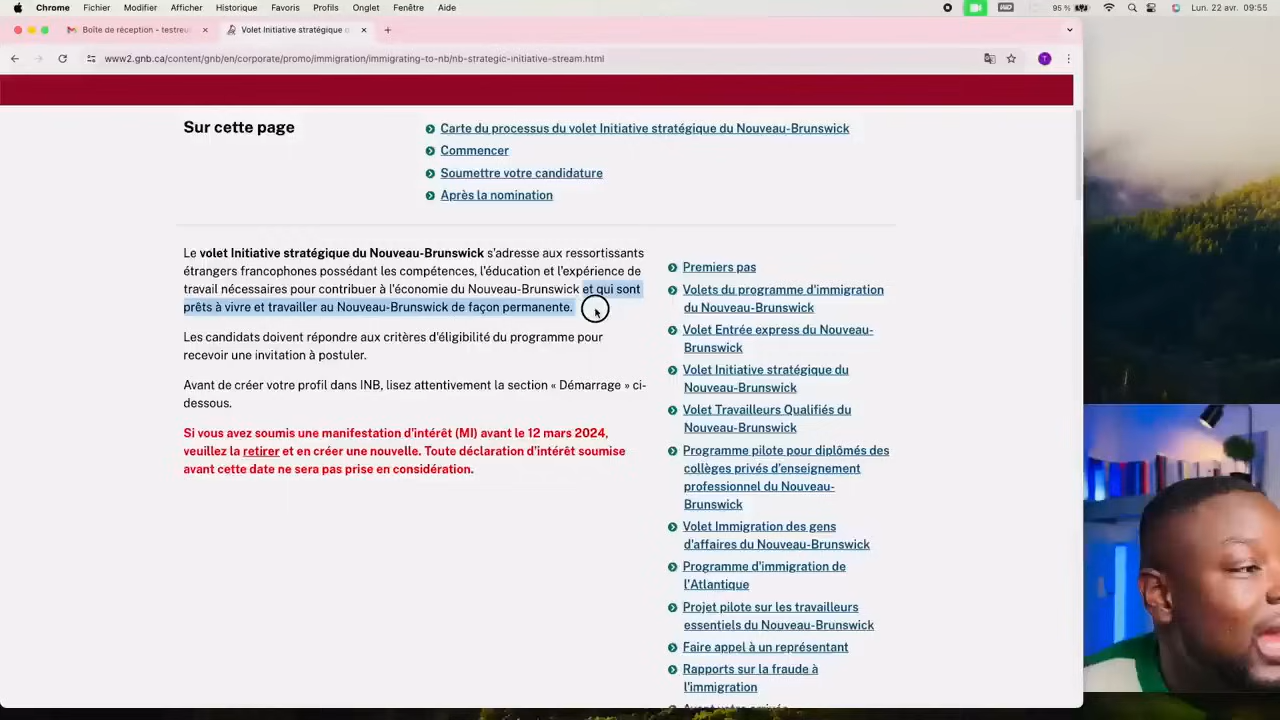 Chrome Fichier Modifier Afficher Historique Favoris Profils Onglet Fenêtre Aide 95 % Lun. 22 avr. 09:55
Boîte de réception - testreu
Volet Initiative stratégique d
www2.gnb.ca/content/gnb/en/corporate/promo/immigration/immigrating-to-nb/nb-strategic-initiative-stream.html
T
Sur cette page
Carte du processus du volet Initiative stratégique du Nouveau-Brunswick
Commencer
Soumettre votre candidature
Après la nomination
Le volet Initiative stratégique du Nouveau-Brunswick s'adresse aux ressortissants
étrangers francophones possédant les compétences, l'éducation et l'expérience de
travail nécessaires pour contribuer à l'économie du Nouveau-Brunswick et qui sont
prêts à vivre et travailler au Nouveau-Brunswick de façon permanente.
Les candidats doivent répondre aux critères d'éligibilité du programme pour
recevoir une invitation à postuler.
Avant de créer votre profil dans INB, lisez attentivement la section « Démarrage » ci-
dessous.
Si vous avez soumis une manifestation d'intérêt (MI) avant le 12 mars 2024,
veuillez la retirer et en créer une nouvelle. Toute déclaration d'intérêt soumise
avant cette date ne sera pas prise en considération.
Premiers pas
Volets du programme d'immigration
du Nouveau-Brunswick
Volet Entrée express du Nouveau-
Brunswick
Volet Initiative stratégique du
Nouveau-Brunswick
Volet Travailleurs Qualifiés du
Nouveau-Brunswick
Programme pilote pour diplômés des
collèges privés d'enseignement
professionnel du Nouveau-
Brunswick
Volet Immigration des gens
d'affaires du Nouveau-Brunswick
Programme d'immigration de
l'Atlantique
Projet pilote sur les travailleurs
essentiels du Nouveau-Brunswick
Faire appel à un représentant
Rapports sur la fraude à
l'immigration